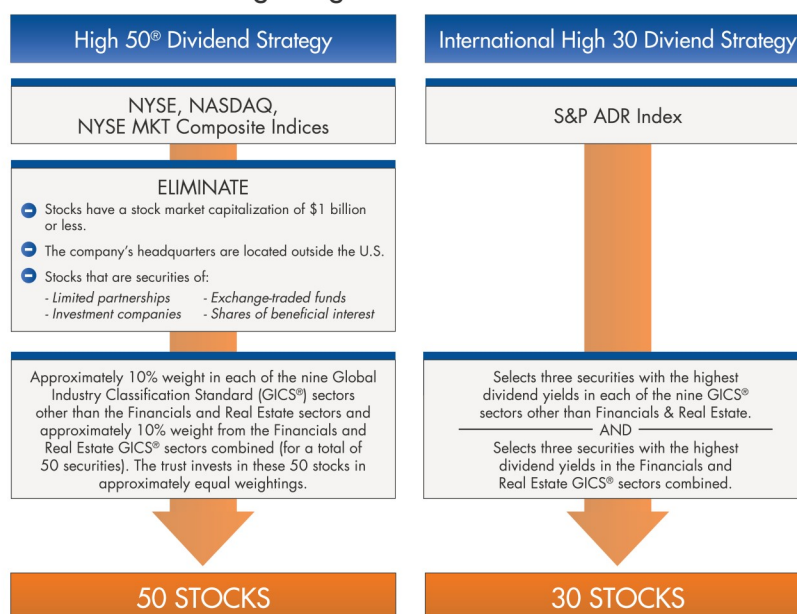 High 50® Dividend Strategy
NYSE, NASDAQ,
NYSE MKT Composite Indices
ELIMINATE
Stocks have a stock market capitalization of $1 billion
or less.
The company's headquarters are located outside the U.S.
Stocks that are securities of:
- Limited partnerships - Exchange-traded funds
- Investment companies - Shares of beneficial interest
Approximately 10% weight in each of the nine Global
Industry Classification Standard (GICS®) sectors
other than the Financials and Real Estate sectors and
approximately 10% weight from the Financials and
Real Estate GICS® sectors combined (for a total of
50 securities). The trust invests in these 50 stocks in
approximately equal weightings.
50 STOCKS
International High 30 Diviend Strategy
S&P ADR Index
Selects three securities with the highest
dividend yields in each of the nine GICS®
sectors other than Financials & Real Estate.
AND
Selects three securities with the highest
dividend yields in the Financials and
Real Estate GICS® sectors combined.
30 STOCKS